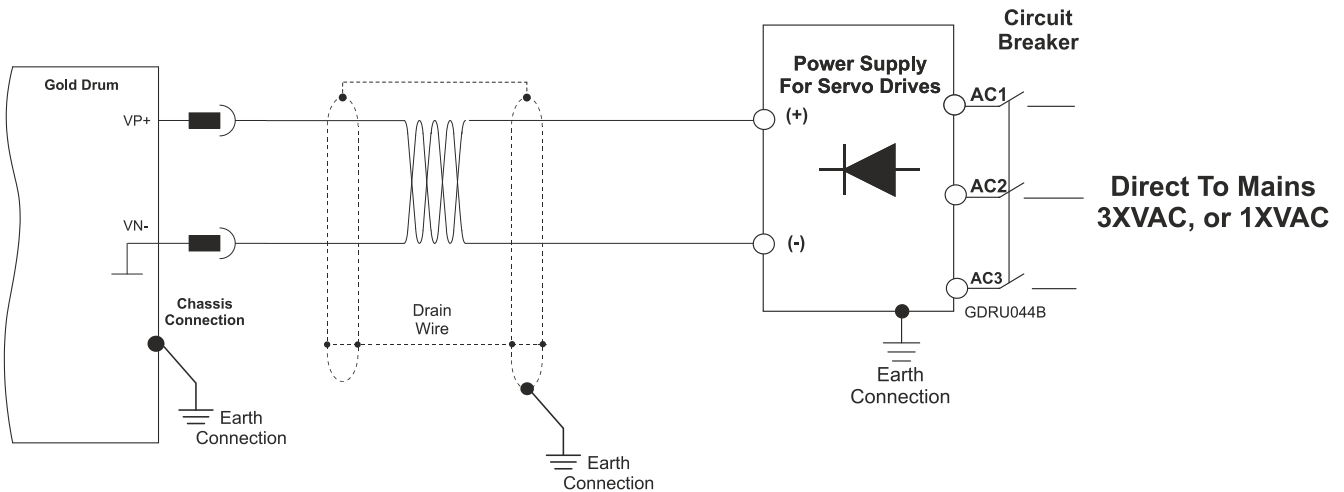 Circuit
Breaker
Power Supply
For Servo Drives
Gold Drum
AC1
VP+
(+)
AC2
Direct To Mains
3XVAC, or 1XVAC
VN-
(-)
AC3
Chassis
Connection
Drain
Wire
GDRU044B
Earth
Connection
Earth
Connection
Earth
Connection